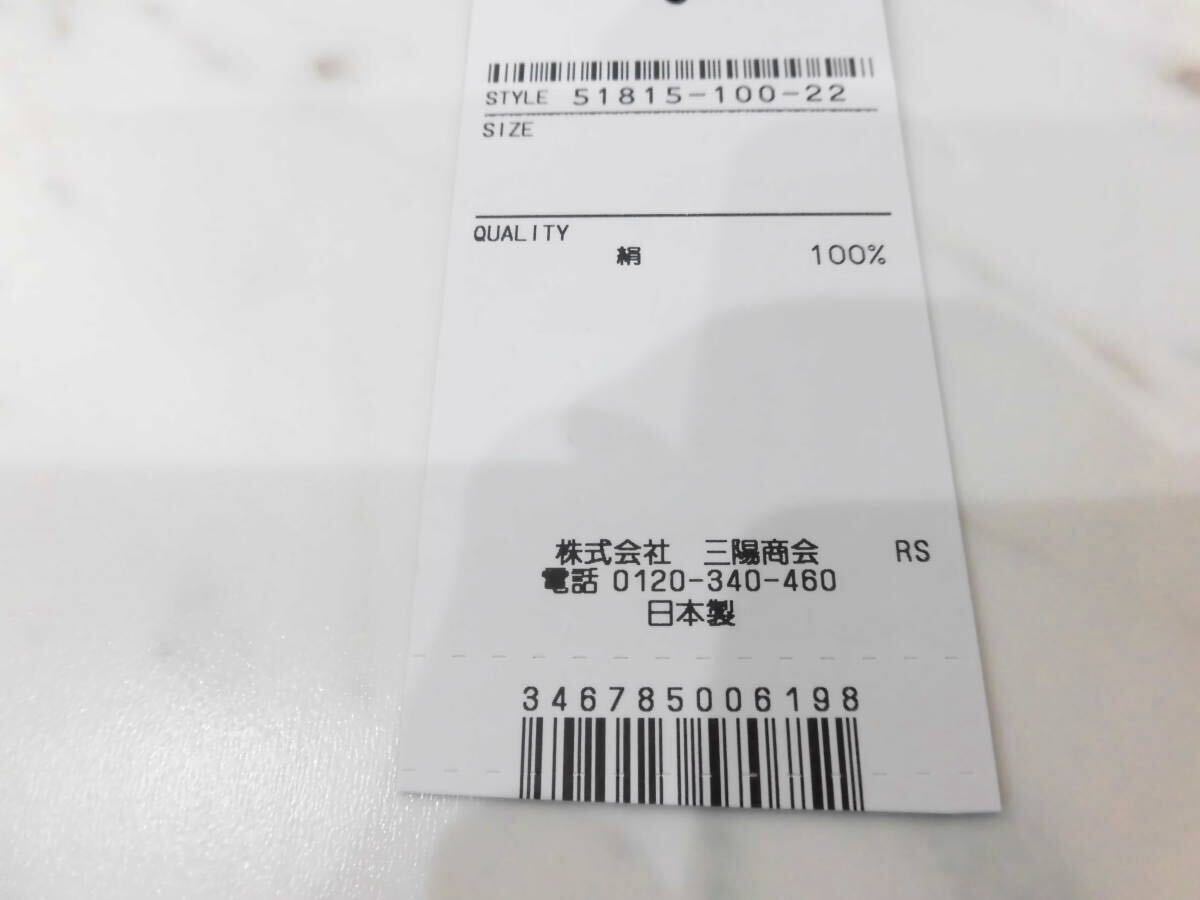 STYLE 51815-100-22
SIZE
QUALITY
絹 100%
株式会社 三陽商会 RS
電話 0120-340-460
日本製
346785006198